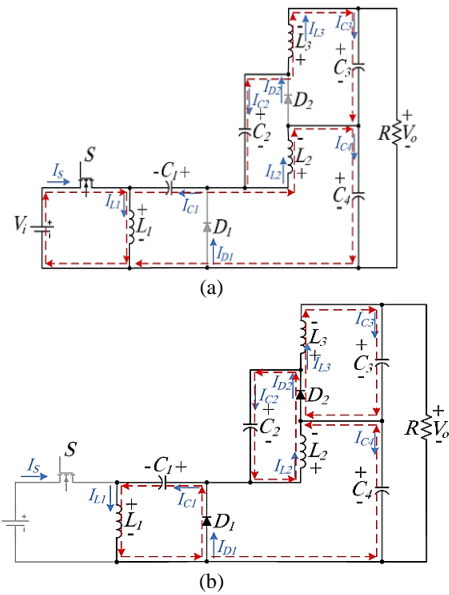 - I_L3 I_C3 +
L_3 +
+ C_3 -
I_D2
D_2
I_C2 + C_2 -
S
I_S
- I_L2 L_2 +
R + V_o -
I_C4
+ C_4 -
-C_1+
I_C1
I_L1 + L_1 -
V_i + -
D_1
I_D1
(a)
- L_3 + I_L3
I_C3
+ C_3 -
I_D2
D_2
I_C2 + C_2 -
S
I_S
I_L2 - L_2 +
I_C4
R + V_o -
+ C_4 -
-C_1+
I_C1
I_L1 + L_1 -
D_1
I_D1
(b)